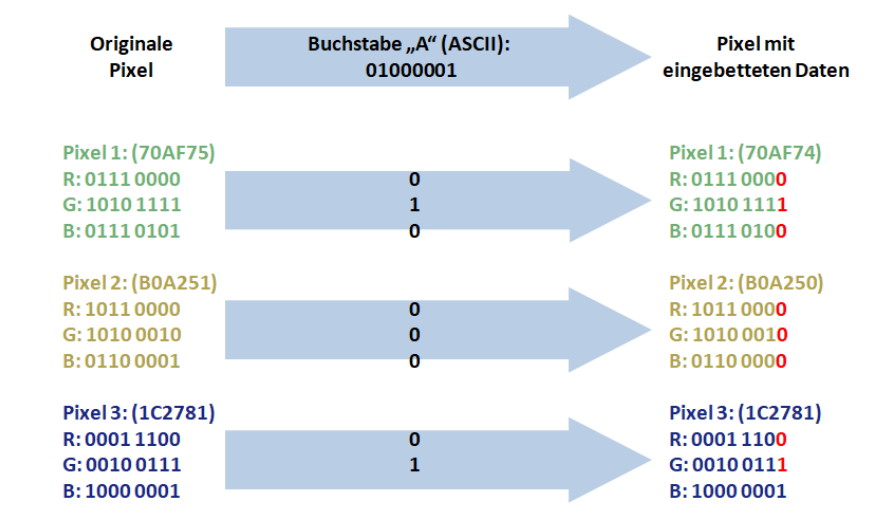 Originale
Pixel
Buchstabe „A“ (ASCII):
01000001
Pixel mit
eingebetteten Daten
Pixel 1: (70AF75)
R: 0111 0000
G: 1010 1111
B: 0111 0101
0
1
0
Pixel 1: (70AF74)
R: 0111 0000
G: 1010 1111
B: 0111 0100
Pixel 2: (B0A251)
R: 1011 0000
G: 1010 0010
B: 0110 0001
0
0
0
Pixel 2: (B0A250)
R: 1011 0000
G: 1010 0010
B: 0110 0000
Pixel 3: (1C2781)
R: 0001 1100
G: 0010 0111
B: 1000 0001
0
1
Pixel 3: (1C2781)
R: 0001 1100
G: 0010 0111
B: 1000 0001